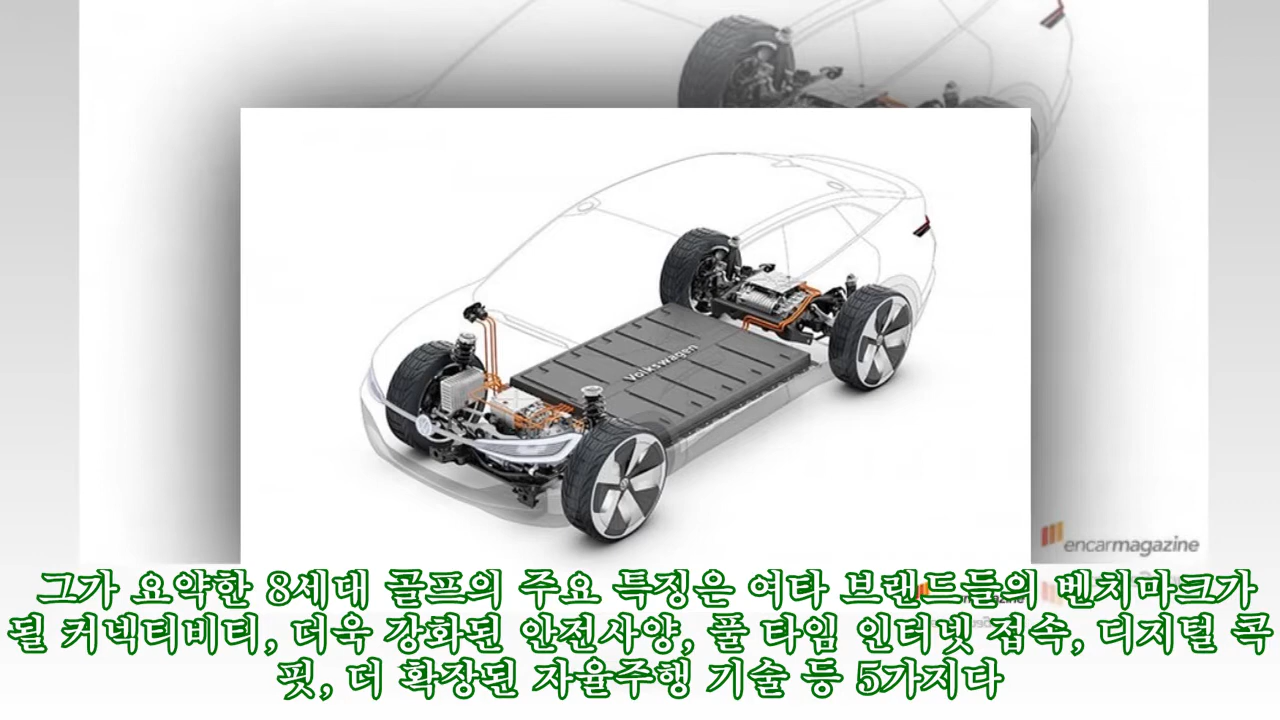 Volkswagen
encarmagazine
그가 요약한 8세대 골프의 주요 특징은 여타 브랜드들의 벤치마크가
될 커넥티비티, 더욱 강화된 안전사양, 풀 타임 인터넷 접속, 디지털 콕
핏, 더 확장된 자율주행 기술 등 5가지다